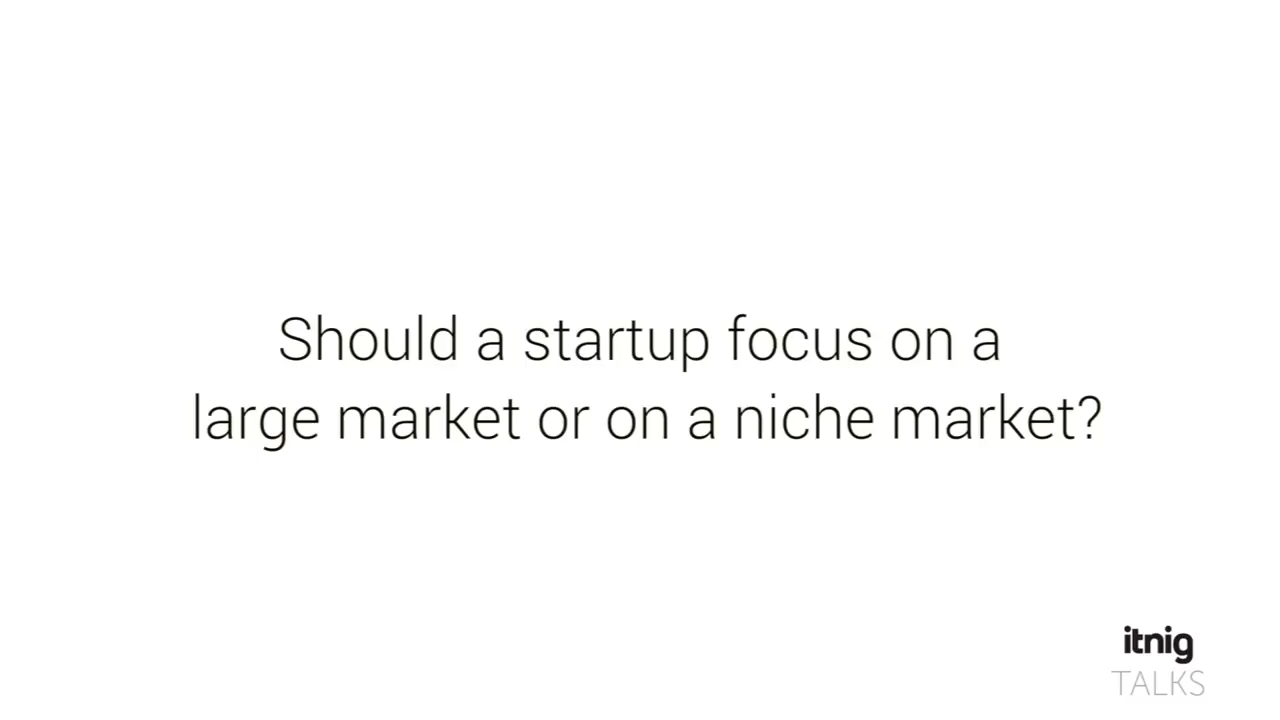 Should a startup focus on a
large market or on a niche market?
itnig
TALKS